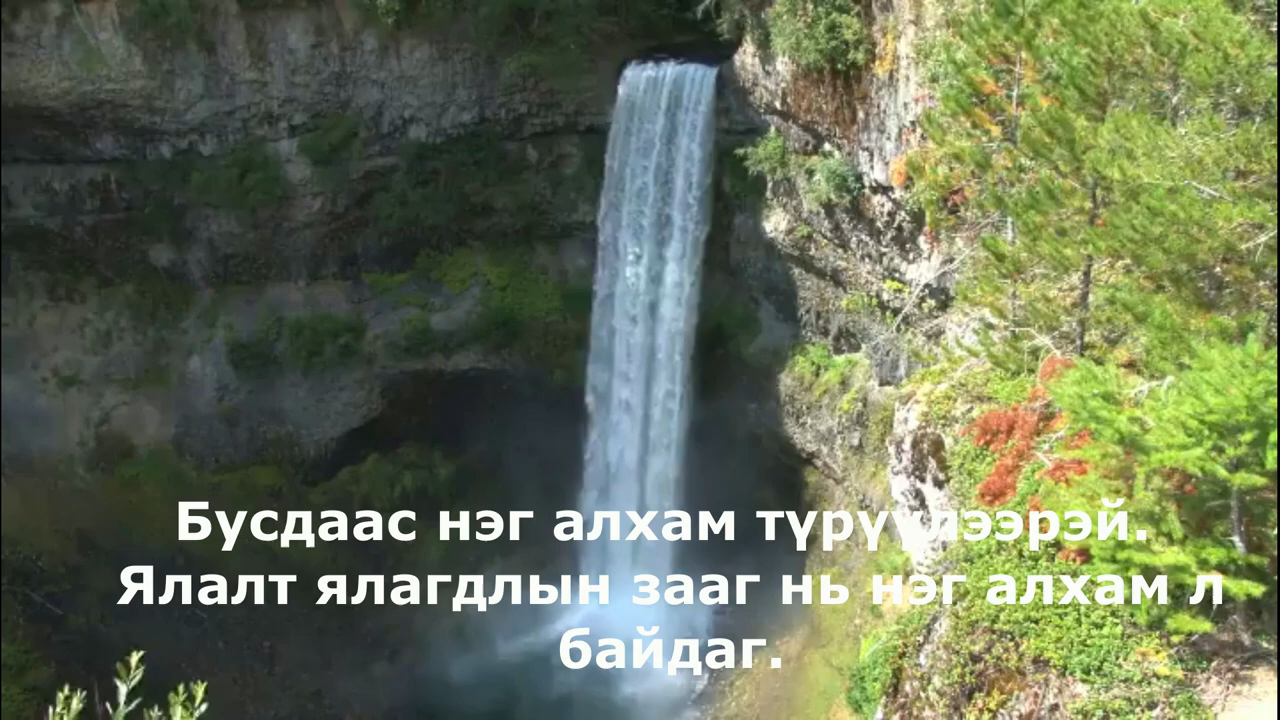 Бусдаас нэг алхам түрүүлээрэй.
Ялалт ялагдлын зааг нь нэг алхам л
байдаг.